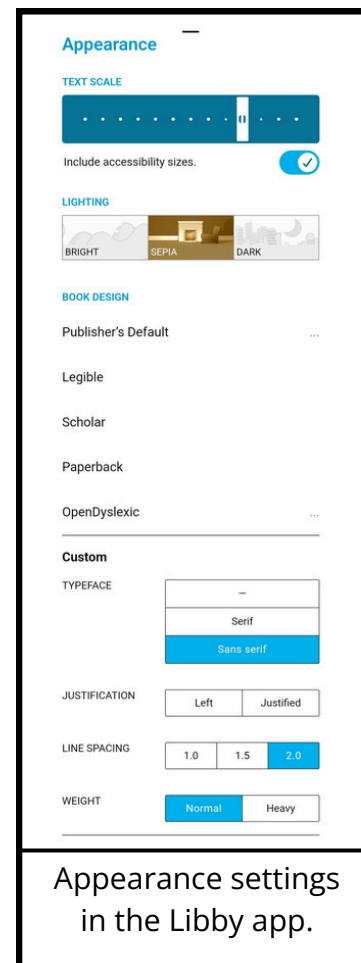 Appearance
TEXT SCALE
Include accessibility sizes.
LIGHTING
BRIGHT SEPIA DARK
BOOK DESIGN
Publisher's Default ...
Legible
Scholar
Paperback
OpenDyslexic ...
Custom
TYPEFACE
—
Serif
Sans serif
JUSTIFICATION Left Justified
LINE SPACING 1.0 1.5 2.0
WEIGHT Normal Heavy
Appearance settings
in the Libby app.